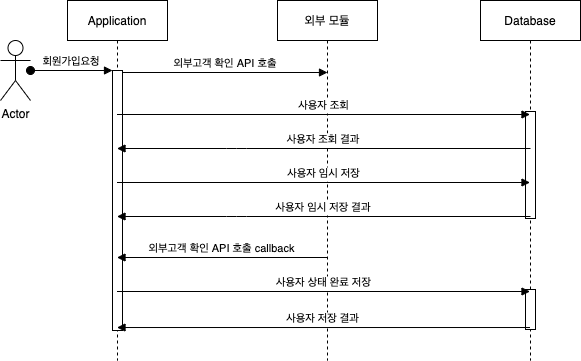 Application
외부 모듈
Database
Actor
회원가입요청
외부고객 확인 API 호출
사용자 조회
사용자 조회 결과
사용자 임시 저장
사용자 임시 저장 결과
외부고객 확인 API 호출 callback
사용자 상태 완료 저장
사용자 저장 결과